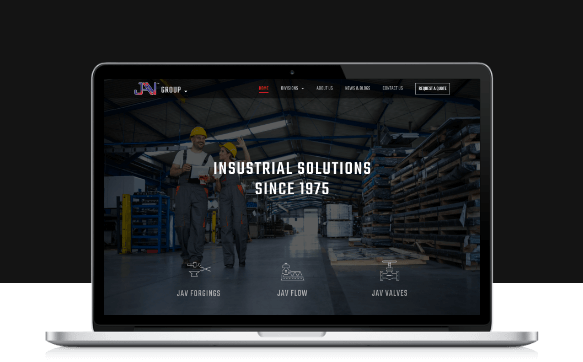 JAV GROUP
HOME DIVISIONS ABOUT US NEWS & BLOGS CONTACT US REQUEST A QUOTE
INSUSTRIAL SOLUTIONS
SINCE 1975
JAV FORGINGS JAV FLOW JAV VALVES